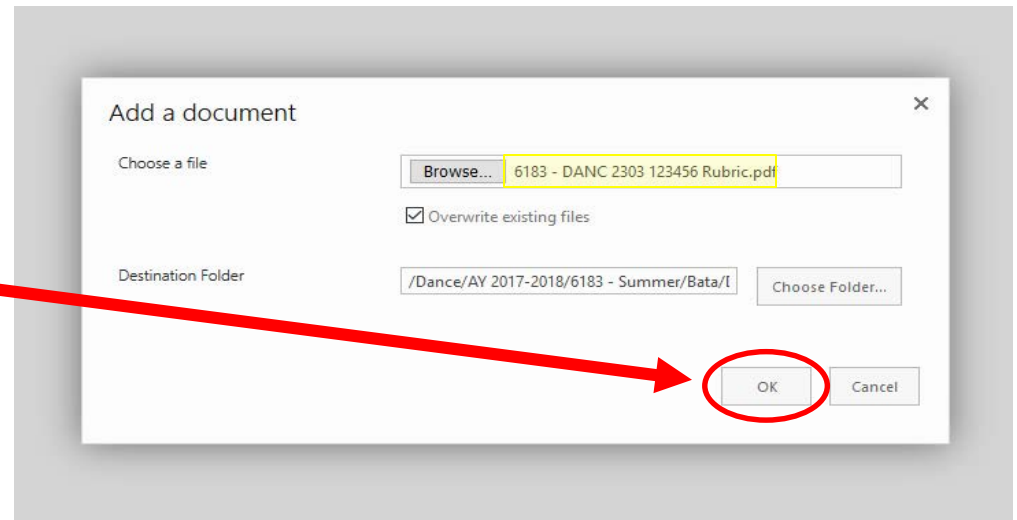 Add a document
Choose a file
Browse... 6183 - DANC 2303 123456 Rubric.pdf
Overwrite existing files
Destination Folder
/Dance/AY 2017-2018/6183 - Summer/Bata/
Choose Folder...
OK Cancel